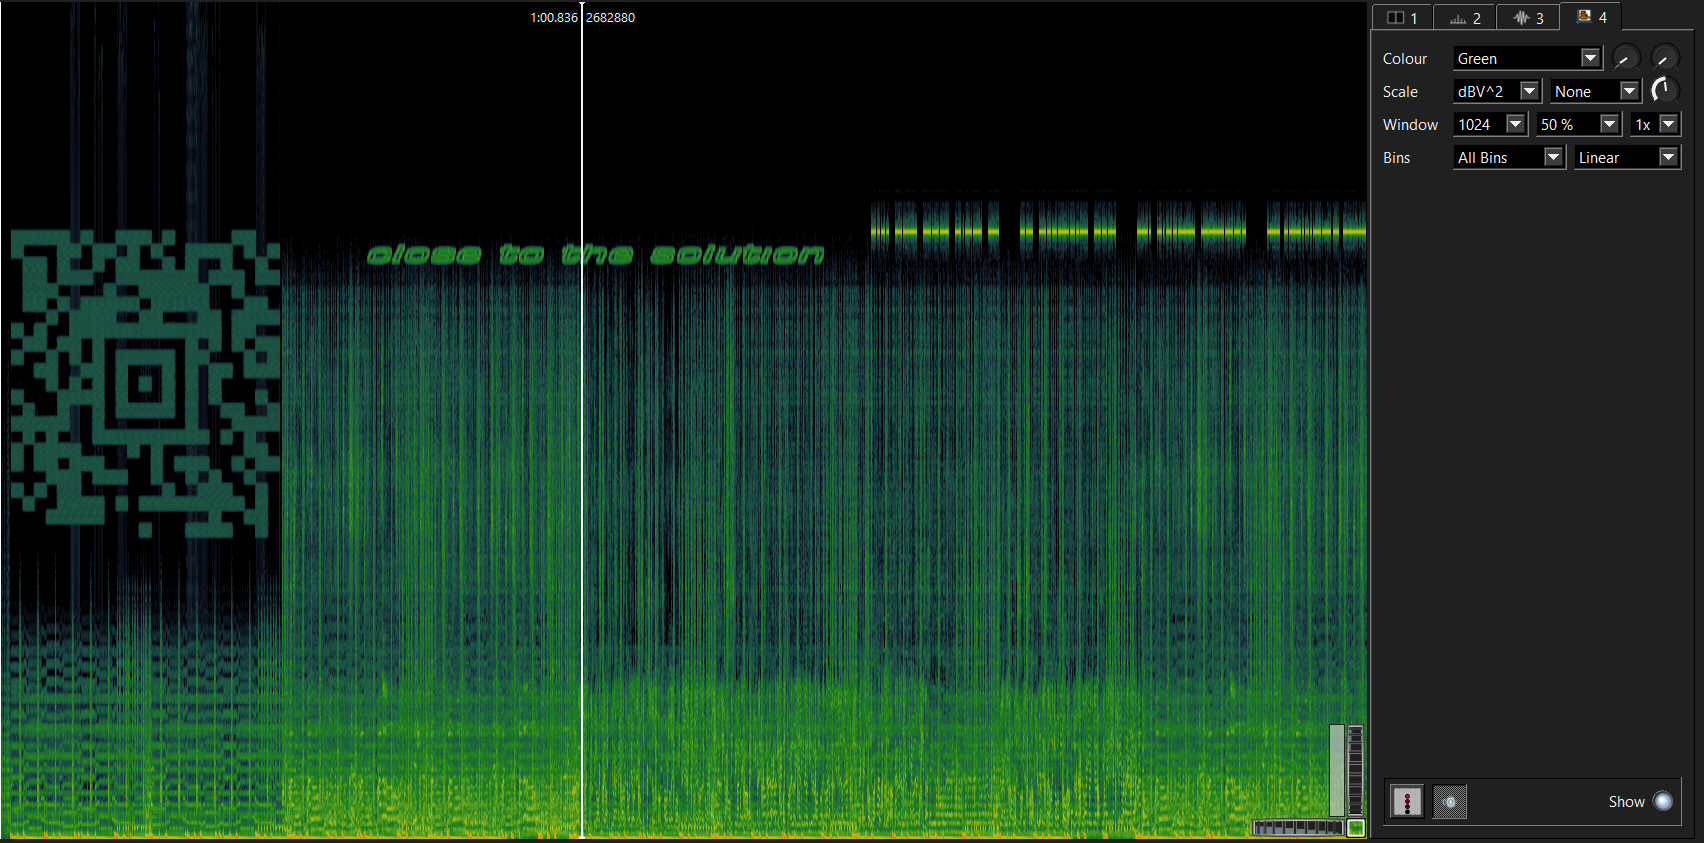 1:00.836 2682880
close to the solution
1 2 3 4
Colour Green
Scale dBV^2 None
Window 1024 50 % 1x
Bins All Bins Linear
Show